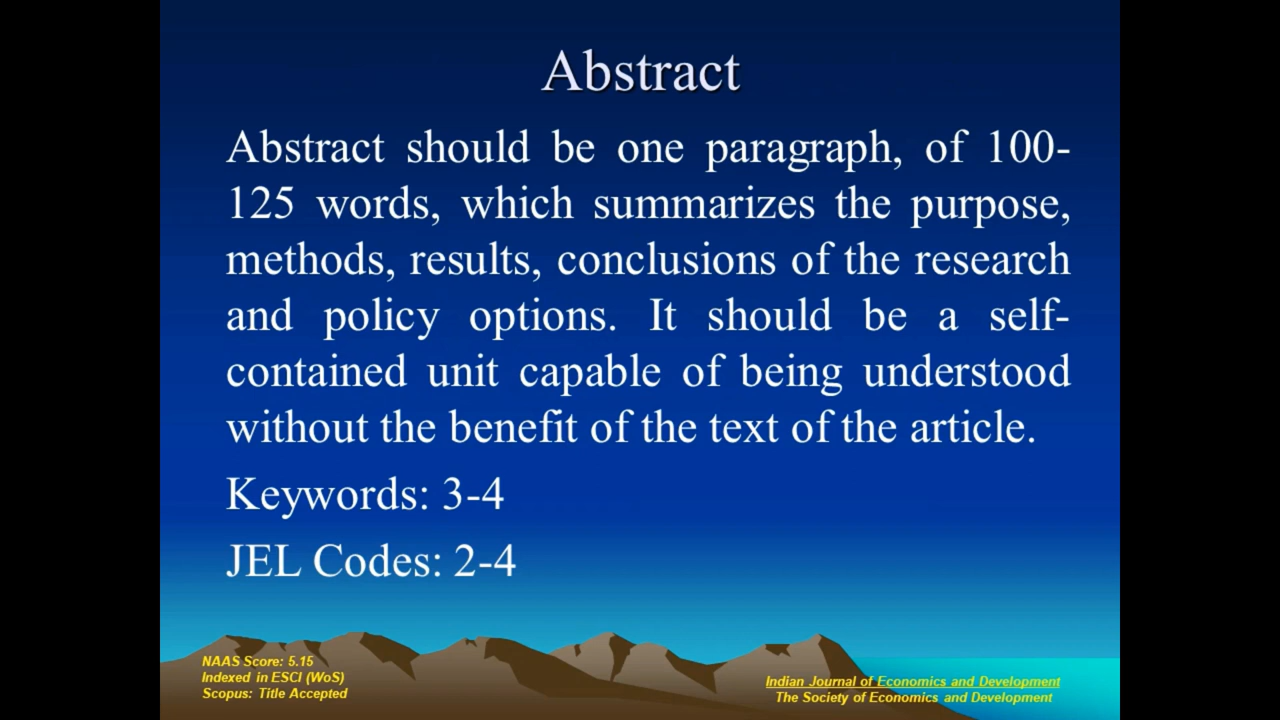 Abstract
Abstract should be one paragraph, of 100-
125 words, which summarizes the purpose,
methods, results, conclusions of the research
and policy options. It should be a self-
contained unit capable of being understood
without the benefit of the text of the article.
Keywords: 3-4
JEL Codes: 2-4
NAAS Score: 5.15
Indexed in ESCI (WoS)
Scopus: Title Accepted
Indian Journal of Economics and Development
The Society of Economics and Development